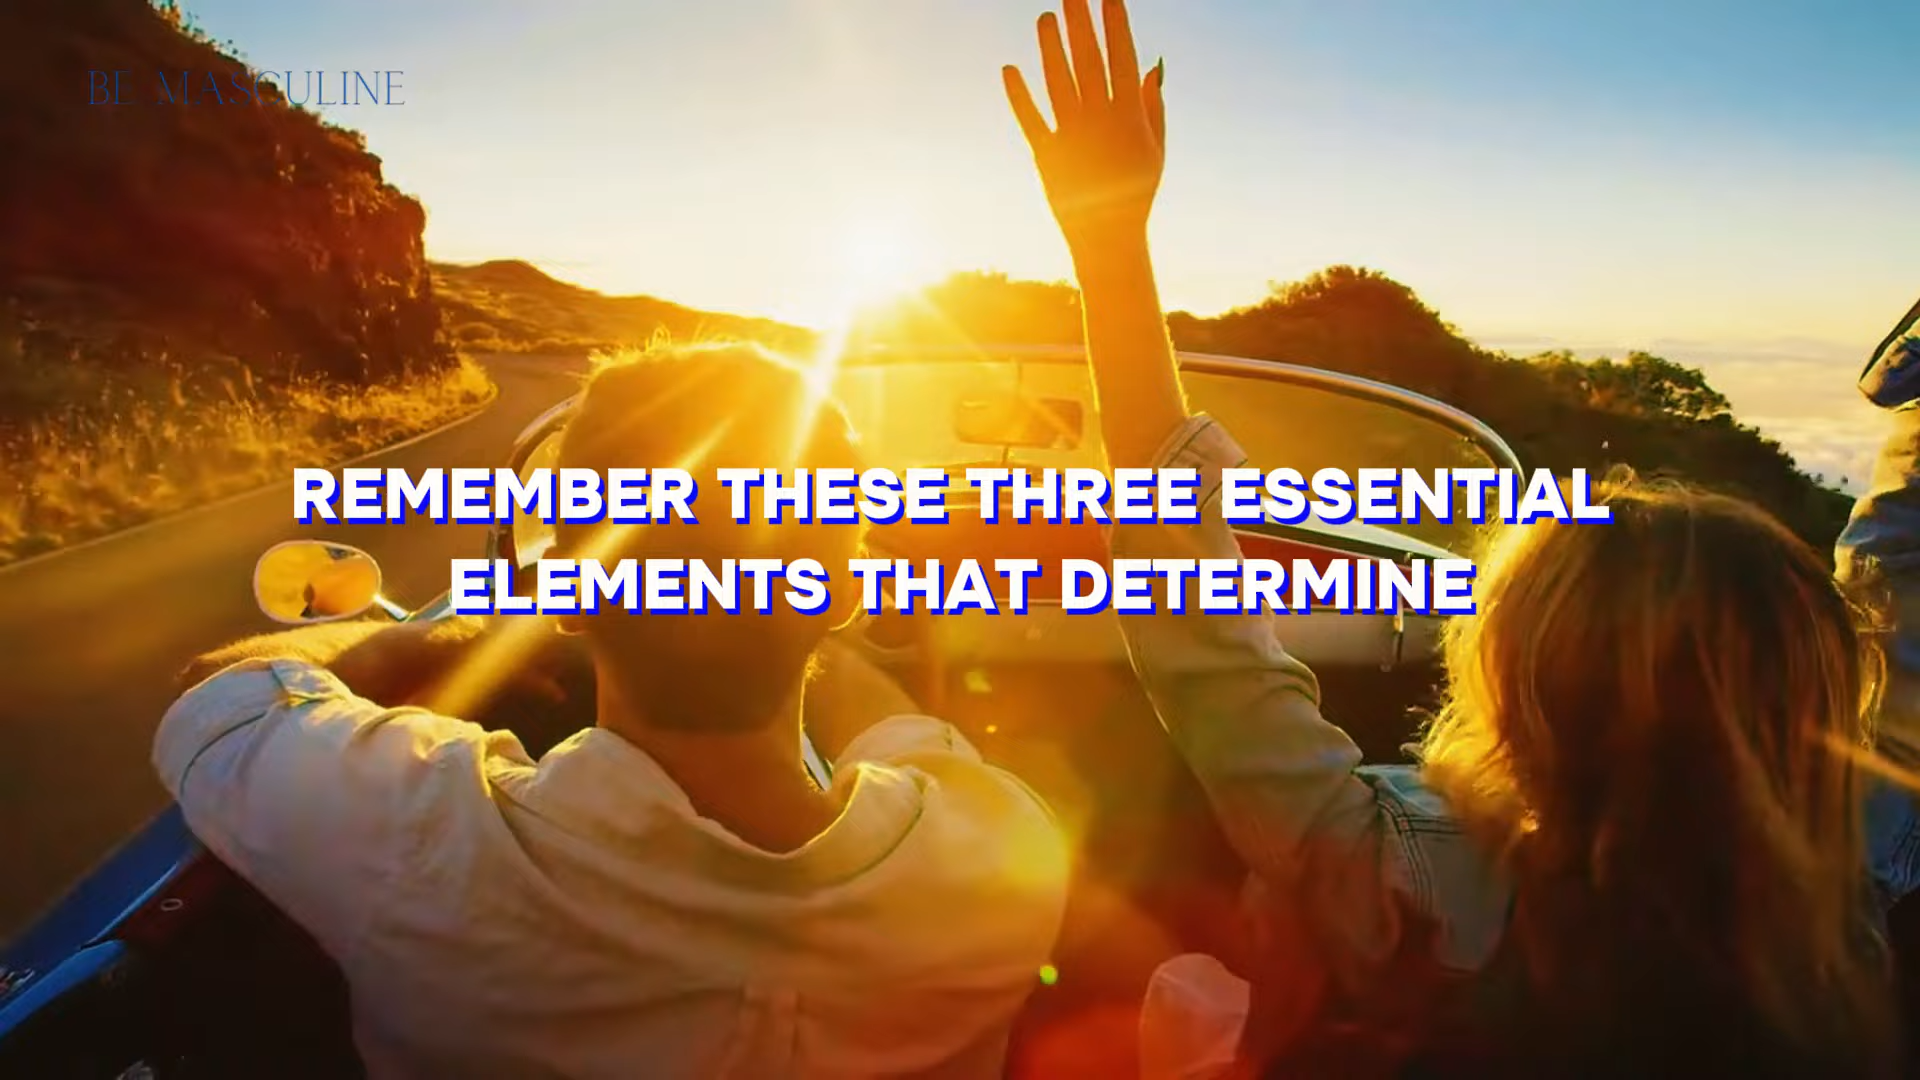 BE MASCULINE
REMEMBER THESE THREE ESSENTIAL
ELEMENTS THAT DETERMINE